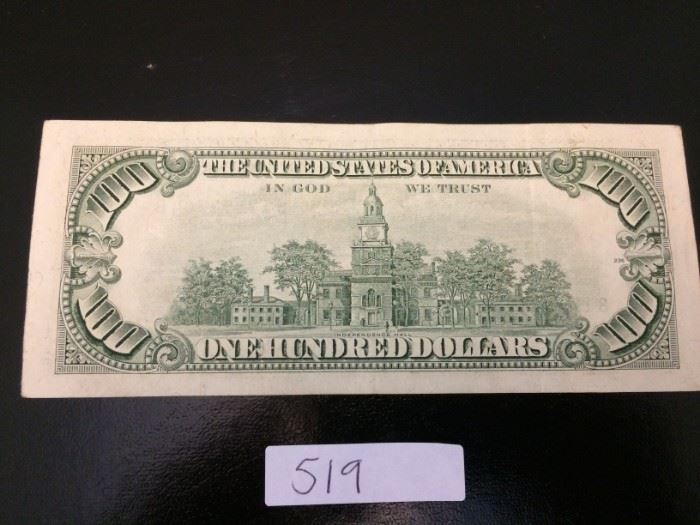 100 THE UNITED STATES OF AMERICA 100
IN GOD WE TRUST
INDEPENDENCE HALL
100 ONE HUNDRED DOLLARS 100
519